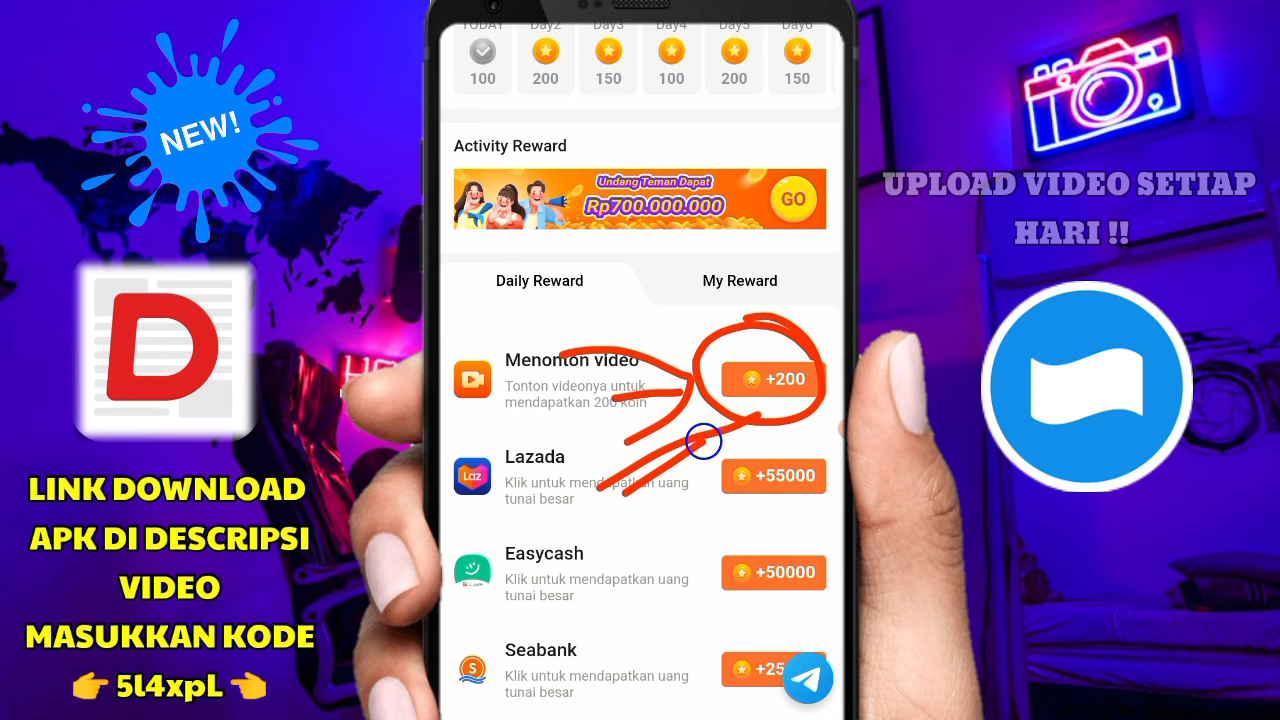 TODAY
Day2
Day3
Day4
Day5
Day6
100
200
150
100
200
150
NEW!
Activity Reward
Undang Teman Dapat
Rp700.000.000
GO
UPLOAD VIDEO SETIAP
HARI !!
Daily Reward
My Reward
D
Menonton video
Tonton videonya untuk
mendapatkan 200 koin
+200
Laz
Lazada
Klik untuk mendapatkan uang
tunai besar
+55000
Easycash
Klik untuk mendapatkan uang
tunai besar
+50000
S
Seabank
Klik untuk mendapatkan uang
tunai besar
+25
LINK DOWNLOAD
APK DI DESCRIPSI
VIDEO
MASUKKAN KODE
👉 5l4xpL 👈